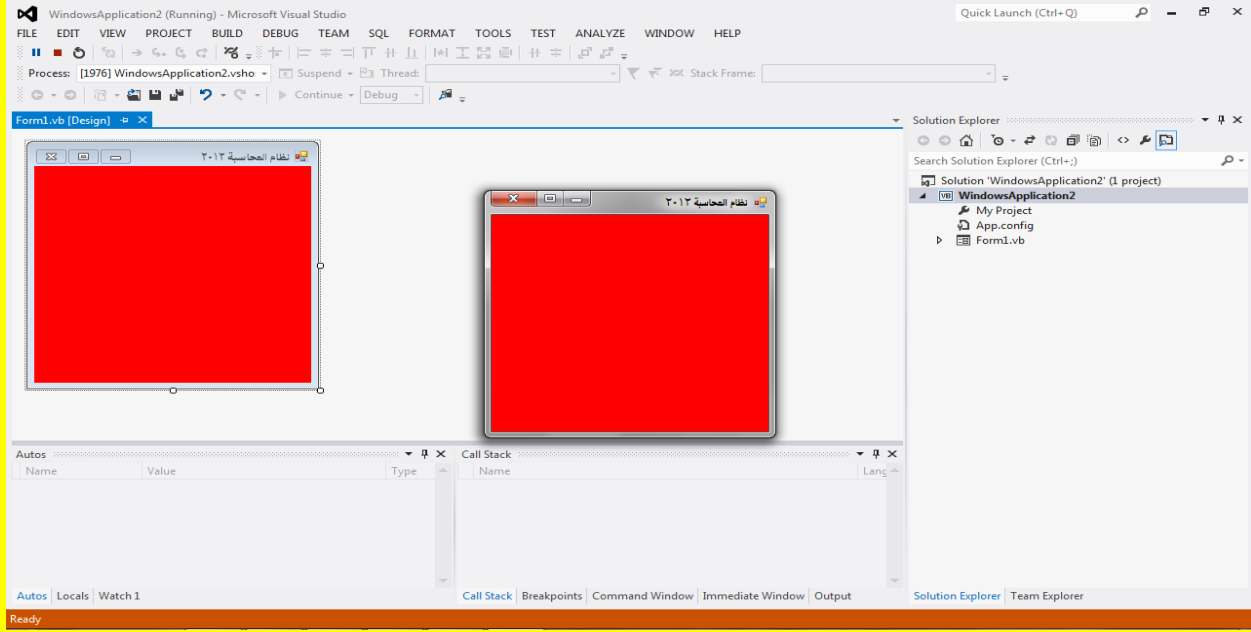 WindowsApplication2 (Running) - Microsoft Visual Studio
Quick Launch (Ctrl+Q)
FILE EDIT VIEW PROJECT BUILD DEBUG TEAM SQL FORMAT TOOLS TEST ANALYZE WINDOW HELP
Process: [1976] WindowsApplication2.vsho Suspend Thread: Stack Frame:
Continue Debug
Form1.vb [Design]
نظام المحاسبة ٢٠١٢
نظام المحاسبة ٢٠١٢
Solution Explorer
Search Solution Explorer (Ctrl+;)
Solution 'WindowsApplication2' (1 project)
WindowsApplication2
My Project
App.config
Form1.vb
Autos
Name Value Type
Call Stack
Name Lang
Autos Locals Watch 1
Call Stack Breakpoints Command Window Immediate Window Output
Solution Explorer Team Explorer
Ready